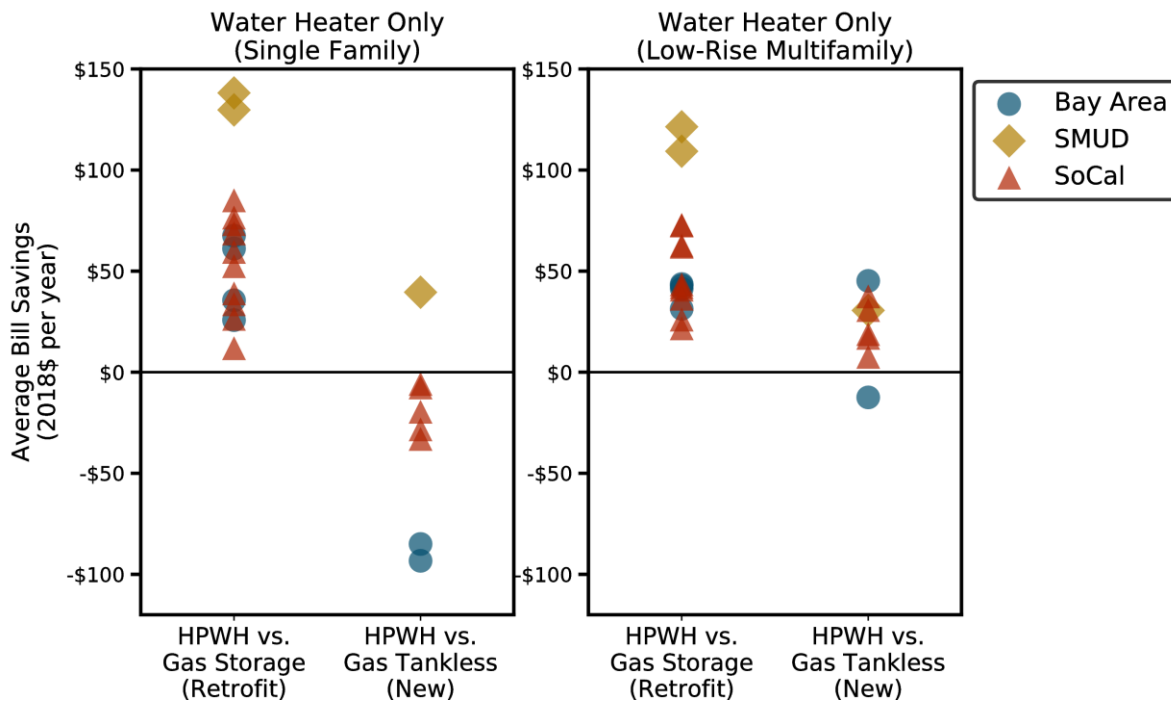 Water Heater Only
(Single Family)
Water Heater Only
(Low-Rise Multifamily)
Average Bill Savings
(2018$ per year)
$150
$100
$50
$0
-$50
-$100
HPWH vs.
Gas Storage
(Retrofit)
HPWH vs.
Gas Tankless
(New)
$150
$100
$50
$0
-$50
-$100
HPWH vs.
Gas Storage
(Retrofit)
HPWH vs.
Gas Tankless
(New)
Bay Area
SMUD
SoCal